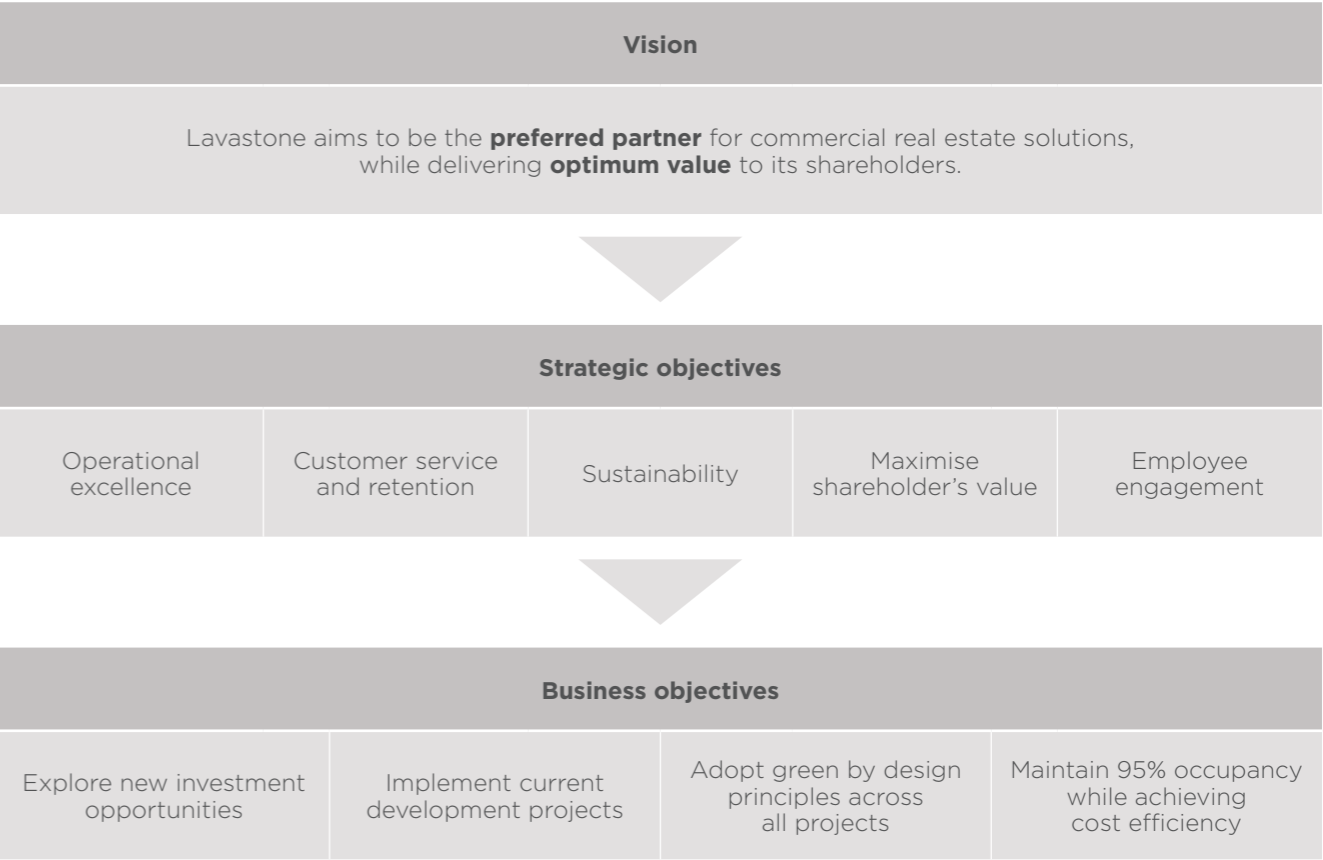 Vision
Lavastone aims to be the preferred partner for commercial real estate solutions,
while delivering optimum value to its shareholders.
Strategic objectives
Operational
excellence
Customer service
and retention
Sustainability
Maximise
shareholder’s value
Employee
engagement
Business objectives
Explore new investment
opportunities
Implement current
development projects
Adopt green by design
principles across
all projects
Maintain 95% occupancy
while achieving
cost efficiency